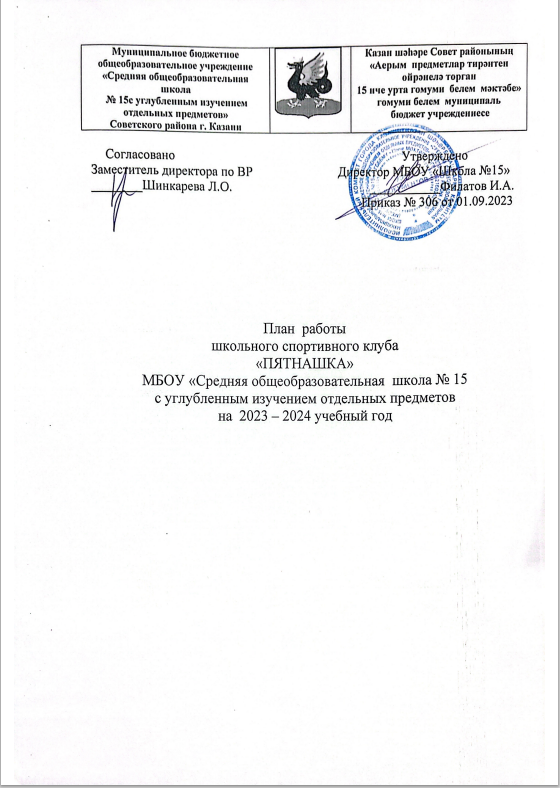 Муниципальное бюджетное
общеобразовательное учреждение
«Средняя общеобразовательная
школа
№ 15с углубленным изучением
отдельных предметов»
Советского района г. Казани
Казан шәһәре Совет районының
«Аерым предметлар тирәнтен
өйрәнелә торган
15 нче урта гомуми белем мәктәбе»
гомуми белем муниципаль
бюджет учреждениесе
Согласовано
Заместитель директора по ВР
Шинкарева Л.О.
Утверждено
Директор МБОУ «Школа №15»
Филатов И.А.
Приказ № 306 от 01.09.2023
План работы
школьного спортивного клуба
«ПЯТНАШКА»
МБОУ «Средняя общеобразовательная школа № 15
с углубленным изучением отдельных предметов
на 2023 – 2024 учебный год